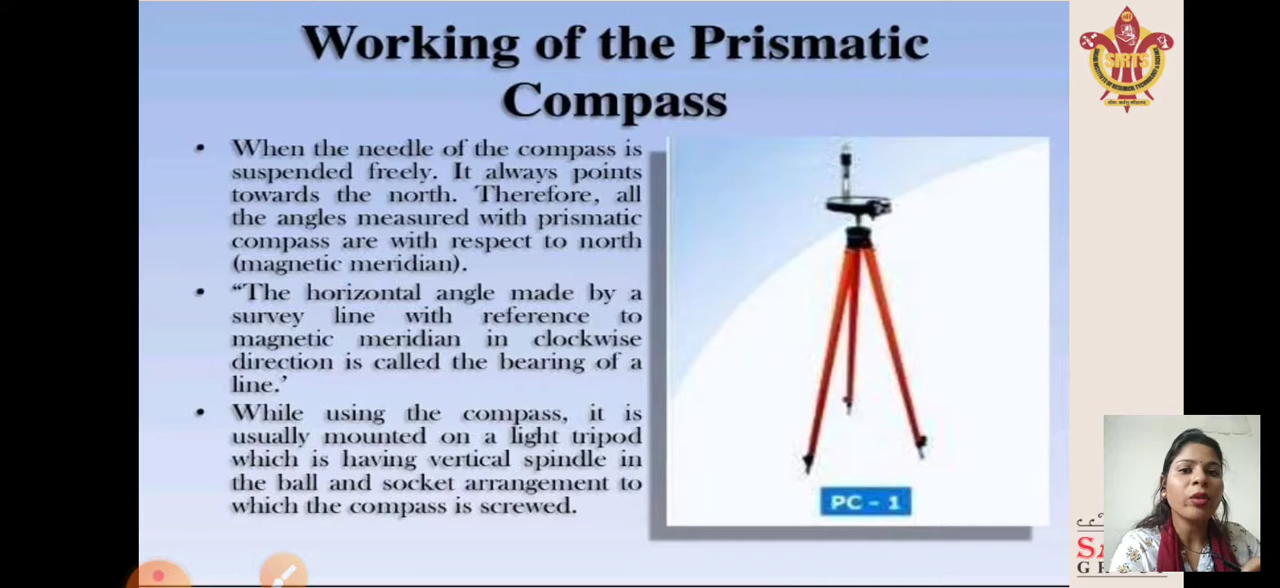 Working of the Prismatic
Compass
• When the needle of the compass is
suspended freely. It always points
towards the north. Therefore, all
the angles measured with prismatic
compass are with respect to north
(magnetic meridian).
• “The horizontal angle made by a
survey line with reference to
magnetic meridian in clockwise
direction is called the bearing of a
line.’
• While using the compass, it is
usually mounted on a light tripod
which is having vertical spindle in
the ball and socket arrangement to
which the compass is screwed.
PC - 1
SIRTS